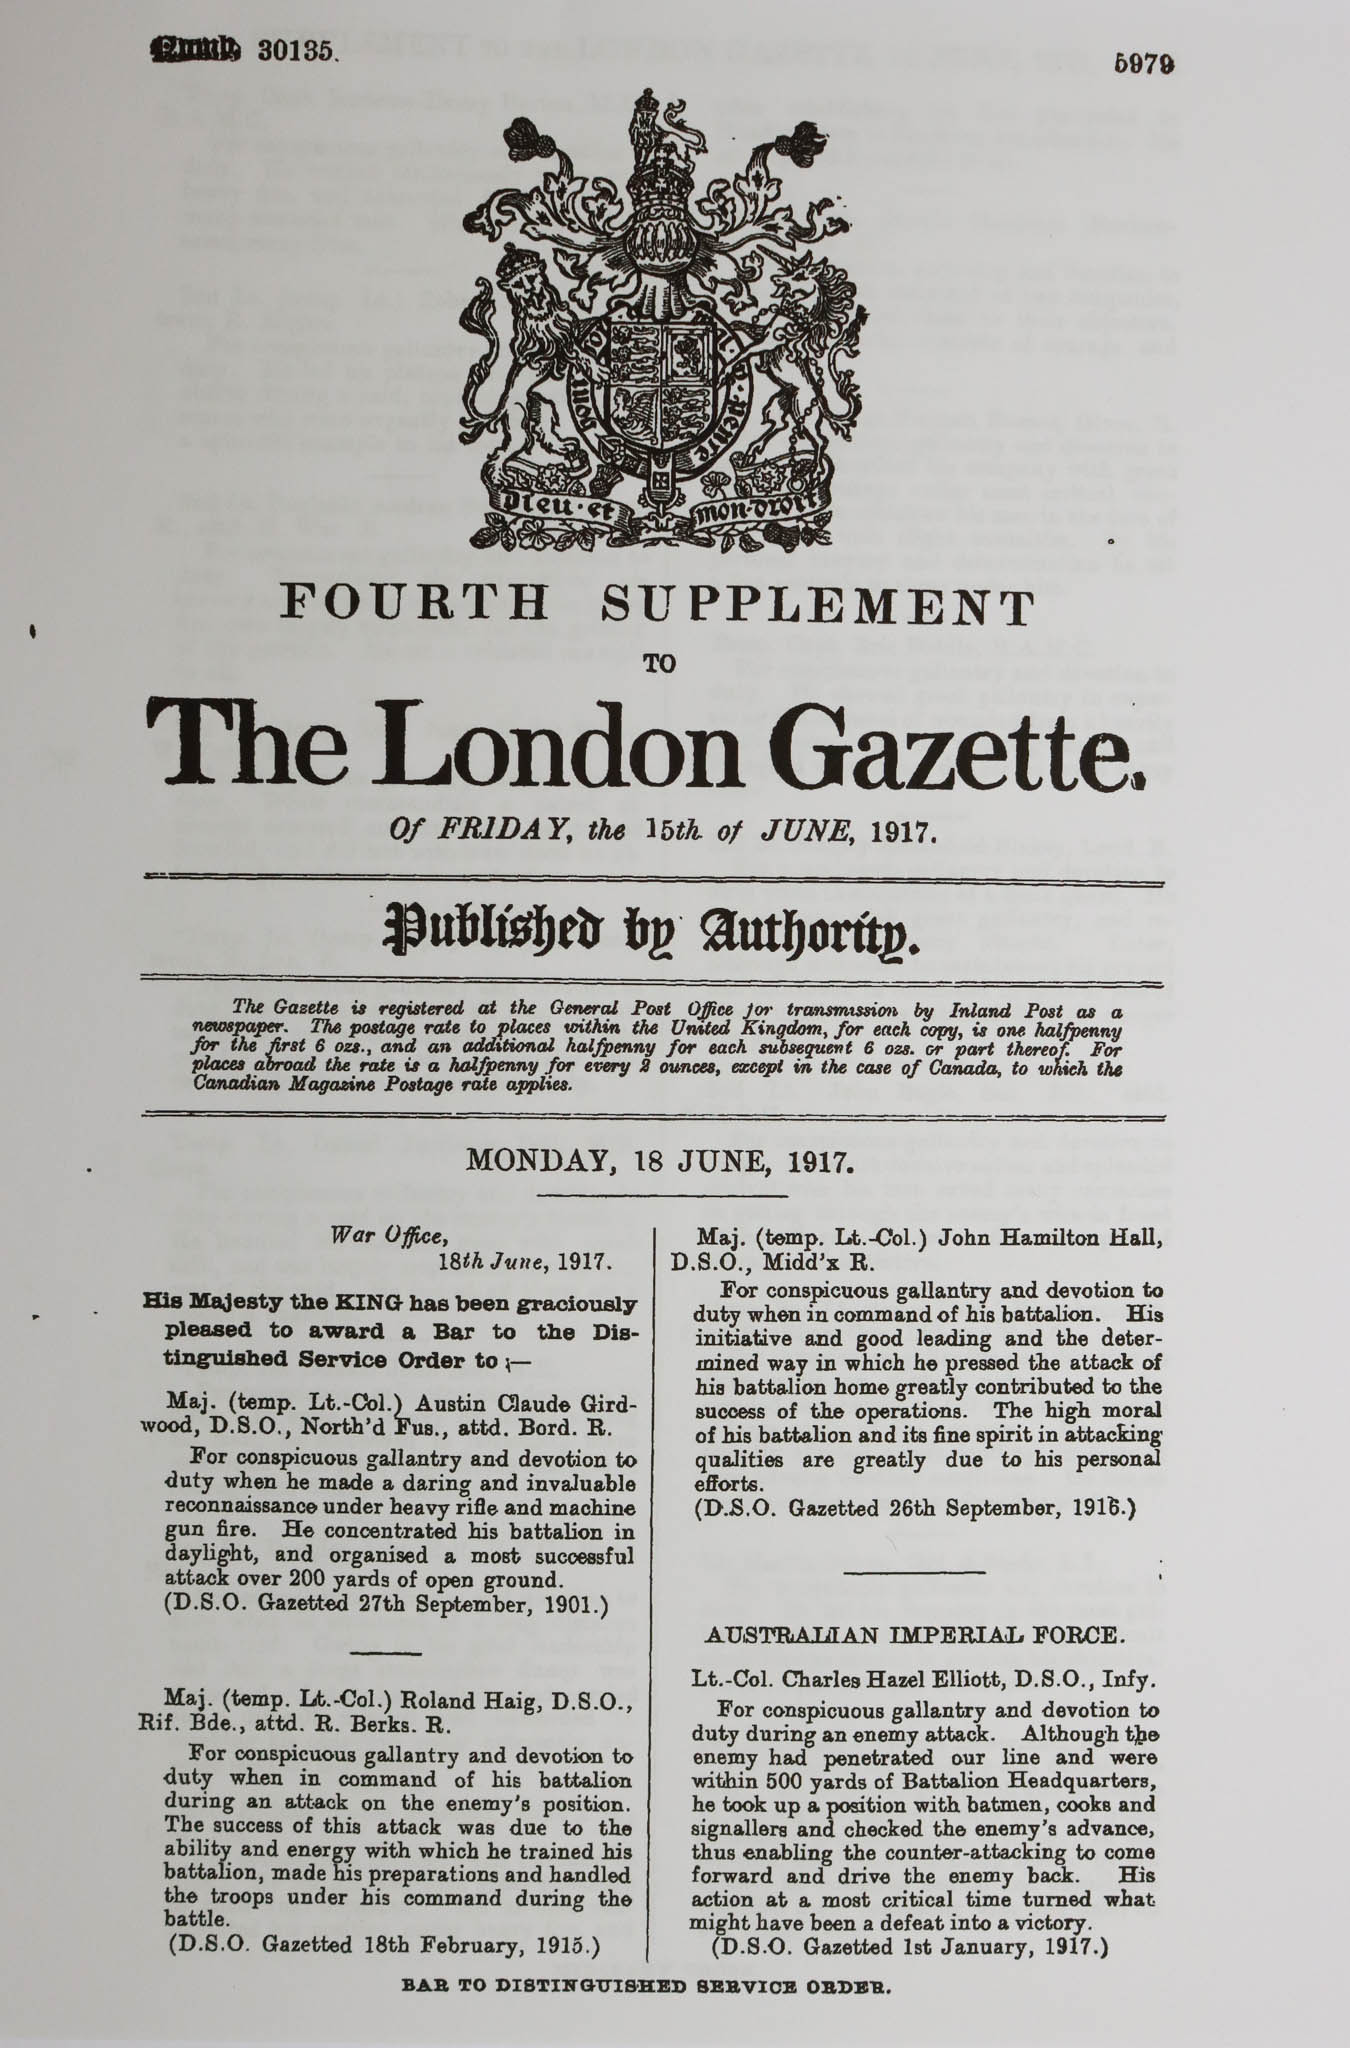 Numb. 30135.
5979
Dieu · et mon · droit
FOURTH SUPPLEMENT
TO
The London Gazette.
Of FRIDAY, the 15th of JUNE, 1917.
Published by Authority.
The Gazette is registered at the General Post Office for transmission by Inland Post as a
newspaper. The postage rate to places within the United Kingdom, for each copy, is one halfpenny
for the first 6 ozs., and an additional halfpenny for each subsequent 6 ozs. or part thereof. For
places abroad the rate is a halfpenny for every 2 ounces, except in the case of Canada, to which the
Canadian Magazine Postage rate applies.
MONDAY, 18 JUNE, 1917.
War Office,
18th June, 1917.
His Majesty the KING has been graciously
pleased to award a Bar to the Dis-
tinguished Service Order to :—
Maj. (temp. Lt.-Col.) Austin Claude Gird-
wood, D.S.O., North'd Fus., attd. Bord. R.
For conspicuous gallantry and devotion to
duty when he made a daring and invaluable
reconnaissance under heavy rifle and machine
gun fire. He concentrated his battalion in
daylight, and organised a most successful
attack over 200 yards of open ground.
(D.S.O. Gazetted 27th September, 1901.)
Maj. (temp. Lt.-Col.) Roland Haig, D.S.O.,
Rif. Bde., attd. R. Berks. R.
For conspicuous gallantry and devotion to
duty when in command of his battalion
during an attack on the enemy's position.
The success of this attack was due to the
ability and energy with which he trained his
battalion, made his preparations and handled
the troops under his command during the
battle.
(D.S.O. Gazetted 18th February, 1915.)
Maj. (temp. Lt.-Col.) John Hamilton Hall,
D.S.O., Midd'x R.
For conspicuous gallantry and devotion to
duty when in command of his battalion. His
initiative and good leading and the deter-
mined way in which he pressed the attack of
his battalion home greatly contributed to the
success of the operations. The high moral
of his battalion and its fine spirit in attacking
qualities are greatly due to his personal
efforts.
(D.S.O. Gazetted 26th September, 1916.)
AUSTRALIAN IMPERIAL FORCE.
Lt.-Col. Charles Hazel Elliott, D.S.O., Infy.
For conspicuous gallantry and devotion to
duty during an enemy attack. Although the
enemy had penetrated our line and were
within 500 yards of Battalion Headquarters,
he took up a position with batmen, cooks and
signallers and checked the enemy's advance,
thus enabling the counter-attacking to come
forward and drive the enemy back. His
action at a most critical time turned what
might have been a defeat into a victory.
(D.S.O. Gazetted 1st January, 1917.)
BAR TO DISTINGUISHED SERVICE ORDER.